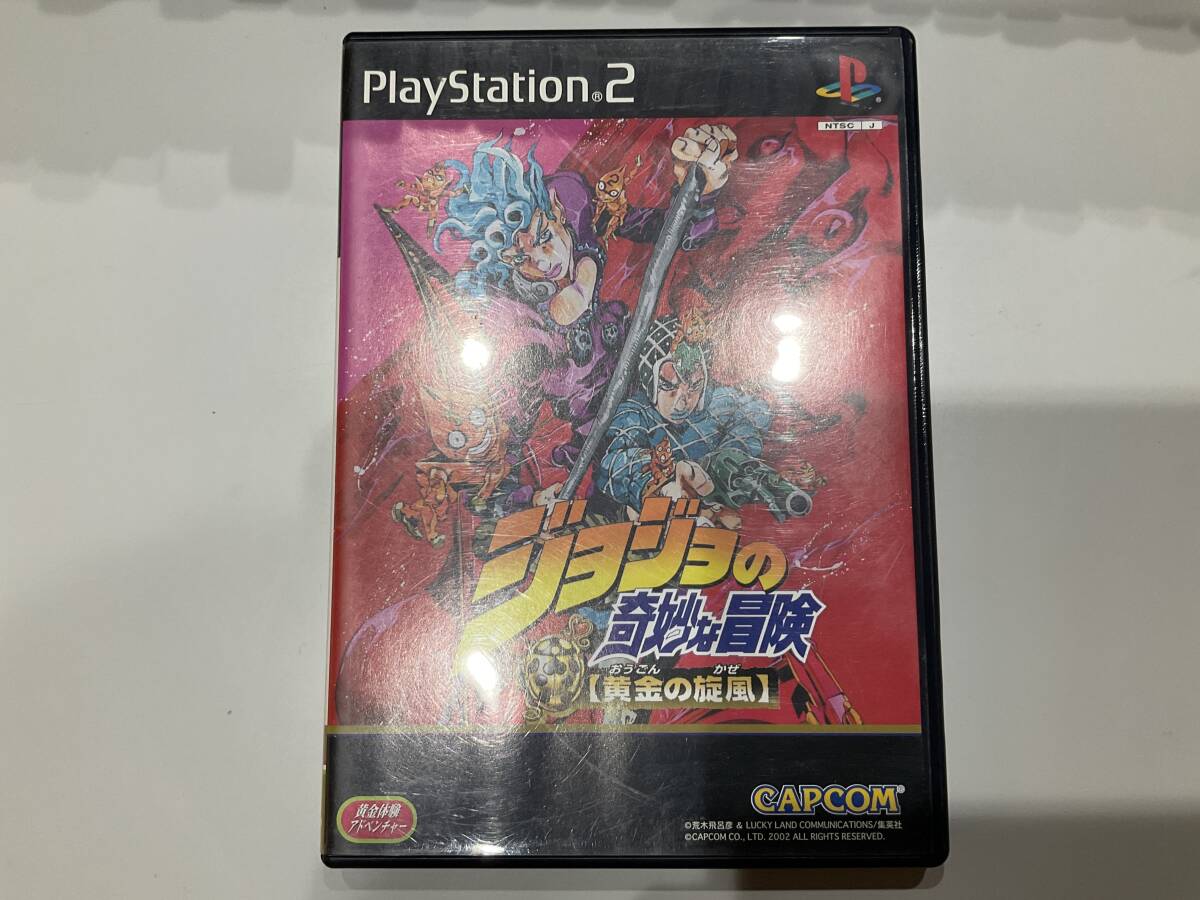 PlayStation®2
NTSC J
ジョジョの
奇妙な冒険
おうごん かぜ
【黄金の旋風】
CAPCOM®
黄金体験
アドベンチャー
©荒木飛呂彦 & LUCKY LAND COMMUNICATIONS/集英社
©CAPCOM CO., LTD. 2002 ALL RIGHTS RESERVED.